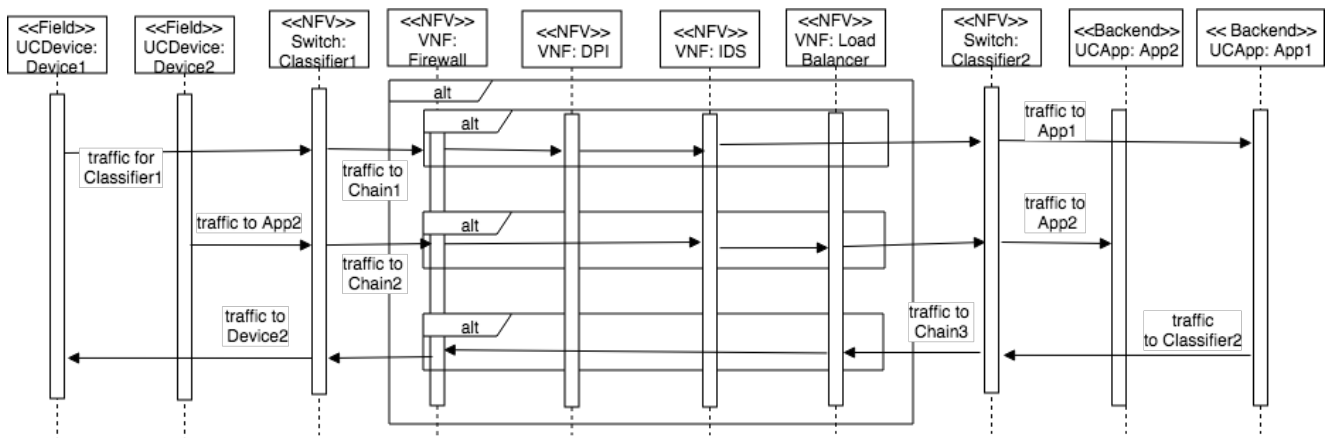 <<Field>>
UCDevice:
Device1
<<Field>>
UCDevice:
Device2
<<NFV>>
Switch:
Classifier1
<<NFV>>
VNF:
Firewall
<<NFV>>
VNF: DPI
<<NFV>>
VNF: IDS
<<NFV>>
VNF: Load
Balancer
<<NFV>>
Switch:
Classifier2
<<Backend>>
UCApp: App2
<< Backend>>
UCApp: App1
alt
alt
traffic for
Classifier1
traffic to
Chain1
traffic to
App1
alt
traffic to App2
traffic to
Chain2
traffic to
App2
alt
traffic to
Device2
traffic to
Chain3
traffic
to Classifier2